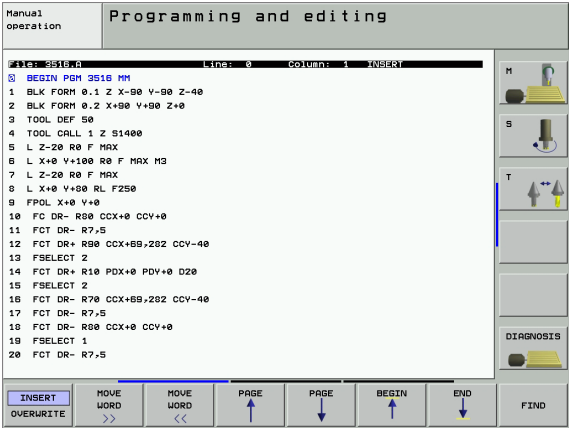 Manual operation
Programming and editing
File: 3516.A Line: 0 Column: 1 INSERT
0 BEGIN PGM 3516 MM
1 BLK FORM 0.1 Z X-90 Y-90 Z-40
2 BLK FORM 0.2 X+90 Y+90 Z+0
3 TOOL DEF 50
4 TOOL CALL 1 Z S1400
5 L Z-20 R0 F MAX
6 L X+0 Y+100 R0 F MAX M3
7 L Z-20 R0 F MAX
8 L X+0 Y+80 RL F250
9 FPOL X+0 Y+0
10 FC DR- R80 CCX+0 CCY+0
11 FCT DR- R7,5
12 FCT DR+ R90 CCX+69,282 CCY-40
13 FSELECT 2
14 FCT DR+ R10 PDX+0 PDY+0 D20
15 FSELECT 2
16 FCT DR- R70 CCX+69,282 CCY-40
17 FCT DR- R7,5
18 FCT DR- R80 CCX+0 CCY+0
19 FSELECT 1
20 FCT DR- R7,5
M
S
T
DIAGNOSIS
INSERT
OVERWRITE
MOVE
WORD
>>
MOVE
WORD
<<
PAGE
PAGE
BEGIN
END
FIND